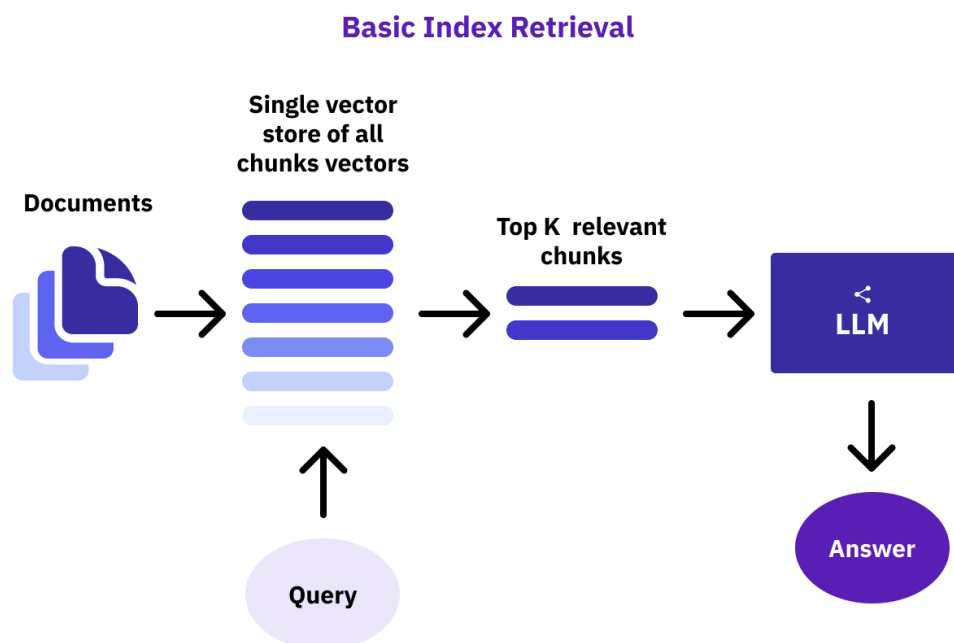 Basic Index Retrieval
Single vector
store of all
chunks vectors
Documents
Top K relevant
chunks
LLM
Query
Answer